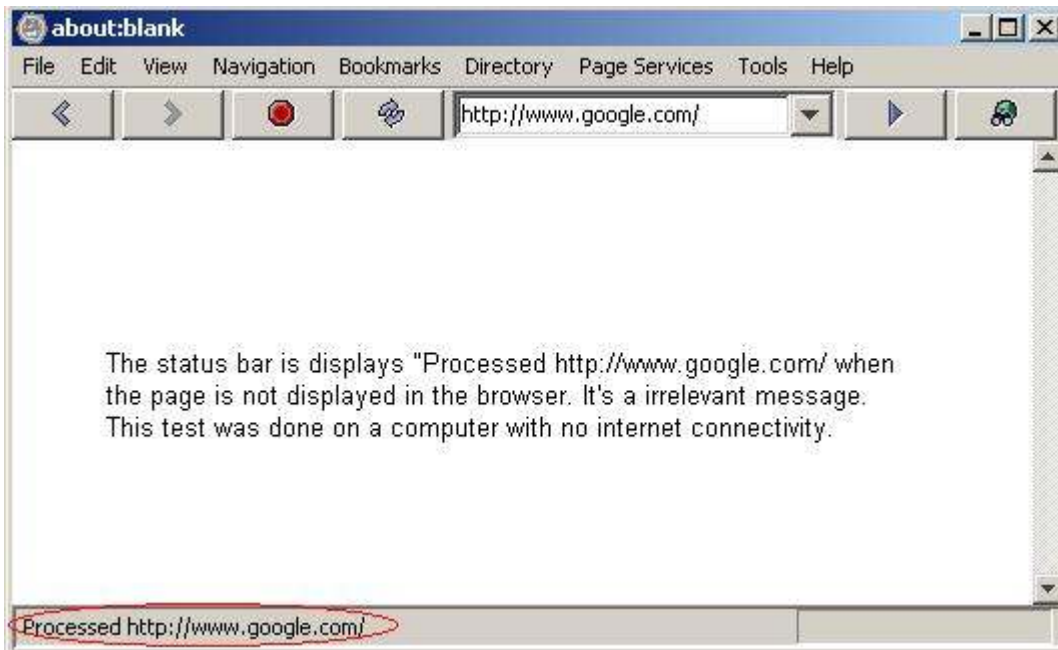 about:blank
File Edit View Navigation Bookmarks Directory Page Services Tools Help
http://www.google.com/
The status bar is displays "Processed http://www.google.com/ when
the page is not displayed in the browser. It's a irrelevant message.
This test was done on a computer with no internet connectivity.
Processed http://www.google.com/